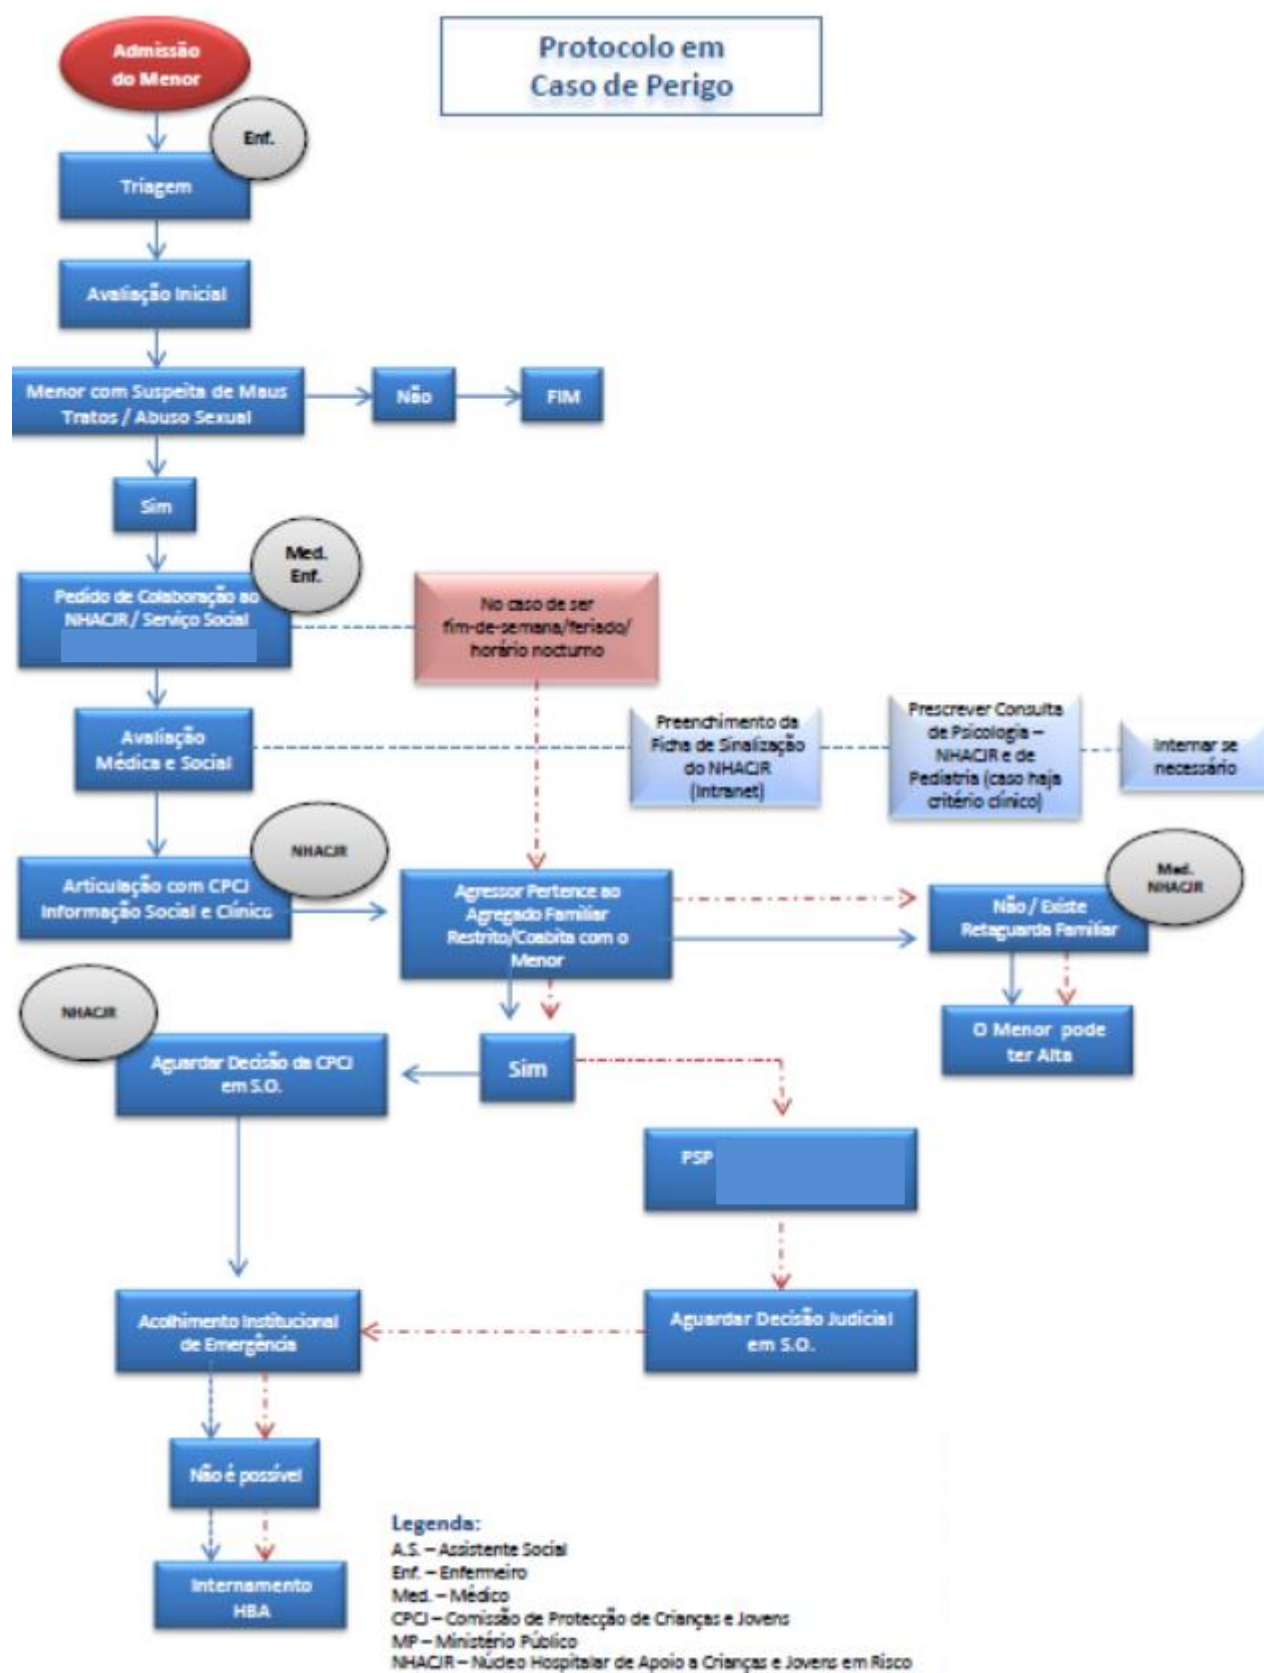 Protocolo em
Caso de Perigo
Admissão
do Menor
Enf.
Triagem
Avaliação Inicial
Menor com Suspeita de Maus
Tratos / Abuso Sexual
Não
FIM
Sim
Med.
Enf.
Pedido de Colaboração ao
NHACJR / Serviço Social
No caso de ser
fim-de-semana/feriado/
horário nocturno
Avaliação
Médica e Social
Preenchimento da
Ficha de Sinalização
do NHACJR
(Intranet)
Prescrever Consulta
de Psicologia –
NHACJR e de
Pediatria (caso haja
critério clínico)
Internar se
necessário
NHACJR
Articulação com CPCJ
Informação Social e Clínica
Agressor Pertence ao
Agregado Familiar
Restrito/Coabita com o
Menor
Med.
NHACJR
Não / Existe
Retaguarda Familiar
O Menor pode
ter Alta
NHACJR
Aguardar Decisão da CPCJ
em S.O.
Sim
PSP
Acolhimento Institucional
de Emergência
Aguardar Decisão Judicial
em S.O.
Não é possível
Internamento
HBA
Legenda:
A.S. – Assistente Social
Enf. – Enfermeiro
Med. – Médico
CPCJ – Comissão de Protecção de Crianças e Jovens
MP – Ministério Público
NHACJR – Núcleo Hospitalar de Apoio a Crianças e Jovens em Risco